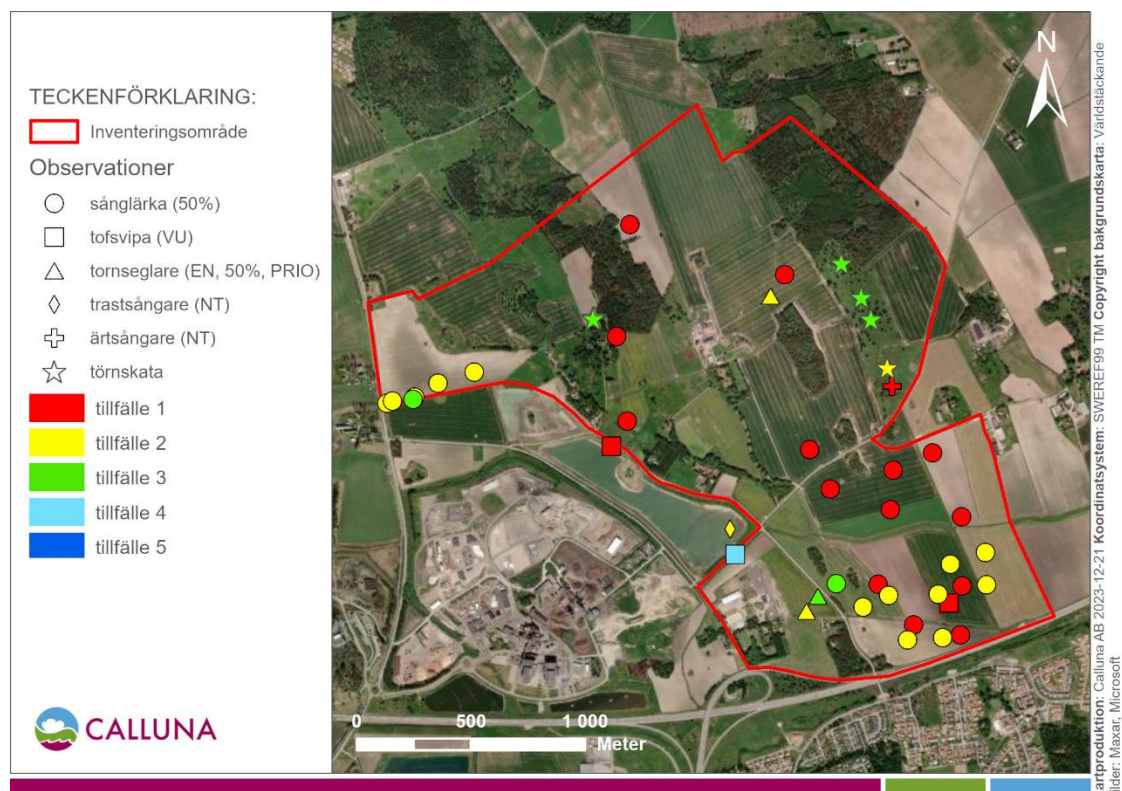 TECKENFÖRKLARING:
Inventeringsområde
Observationer
sånglärka (50%)
tofsvipa (VU)
tornseglare (EN, 50%, PRIO)
trastsångare (NT)
ärtsångare (NT)
törnskata
tillfälle 1
tillfälle 2
tillfälle 3
tillfälle 4
tillfälle 5
CALLUNA
N
0 500 1 000
Meter
artproduktion: Calluna AB 2023-12-21 Koordinatsystem: SWEREF99 TM Copyright bakgrundskarta: Världstäckande
ilder: Maxar, Microsoft